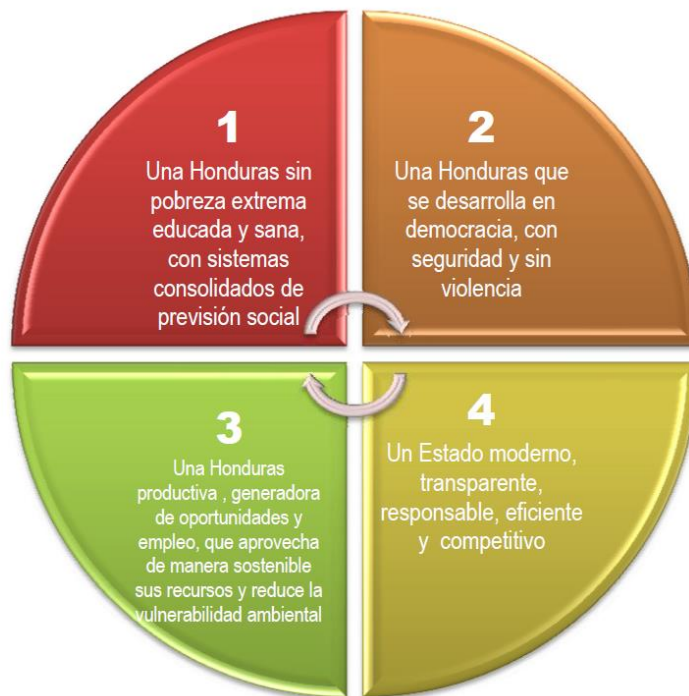 1
Una Honduras sin
pobreza extrema
educada y sana,
con sistemas
consolidados de
previsión social
2
Una Honduras que
se desarrolla en
democracia, con
seguridad y sin
violencia
3
Una Honduras
productiva , generadora
de oportunidades y
empleo, que aprovecha
de manera sostenible
sus recursos y reduce la
vulnerabilidad ambiental
4
Un Estado moderno,
transparente,
responsable, eficiente
y competitivo